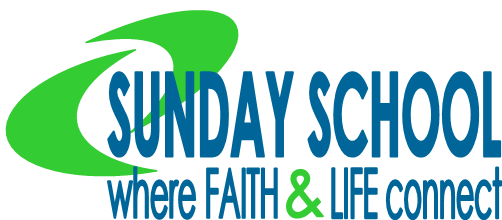 SUNDAY SCHOOL
where FAITH & LIFE connect